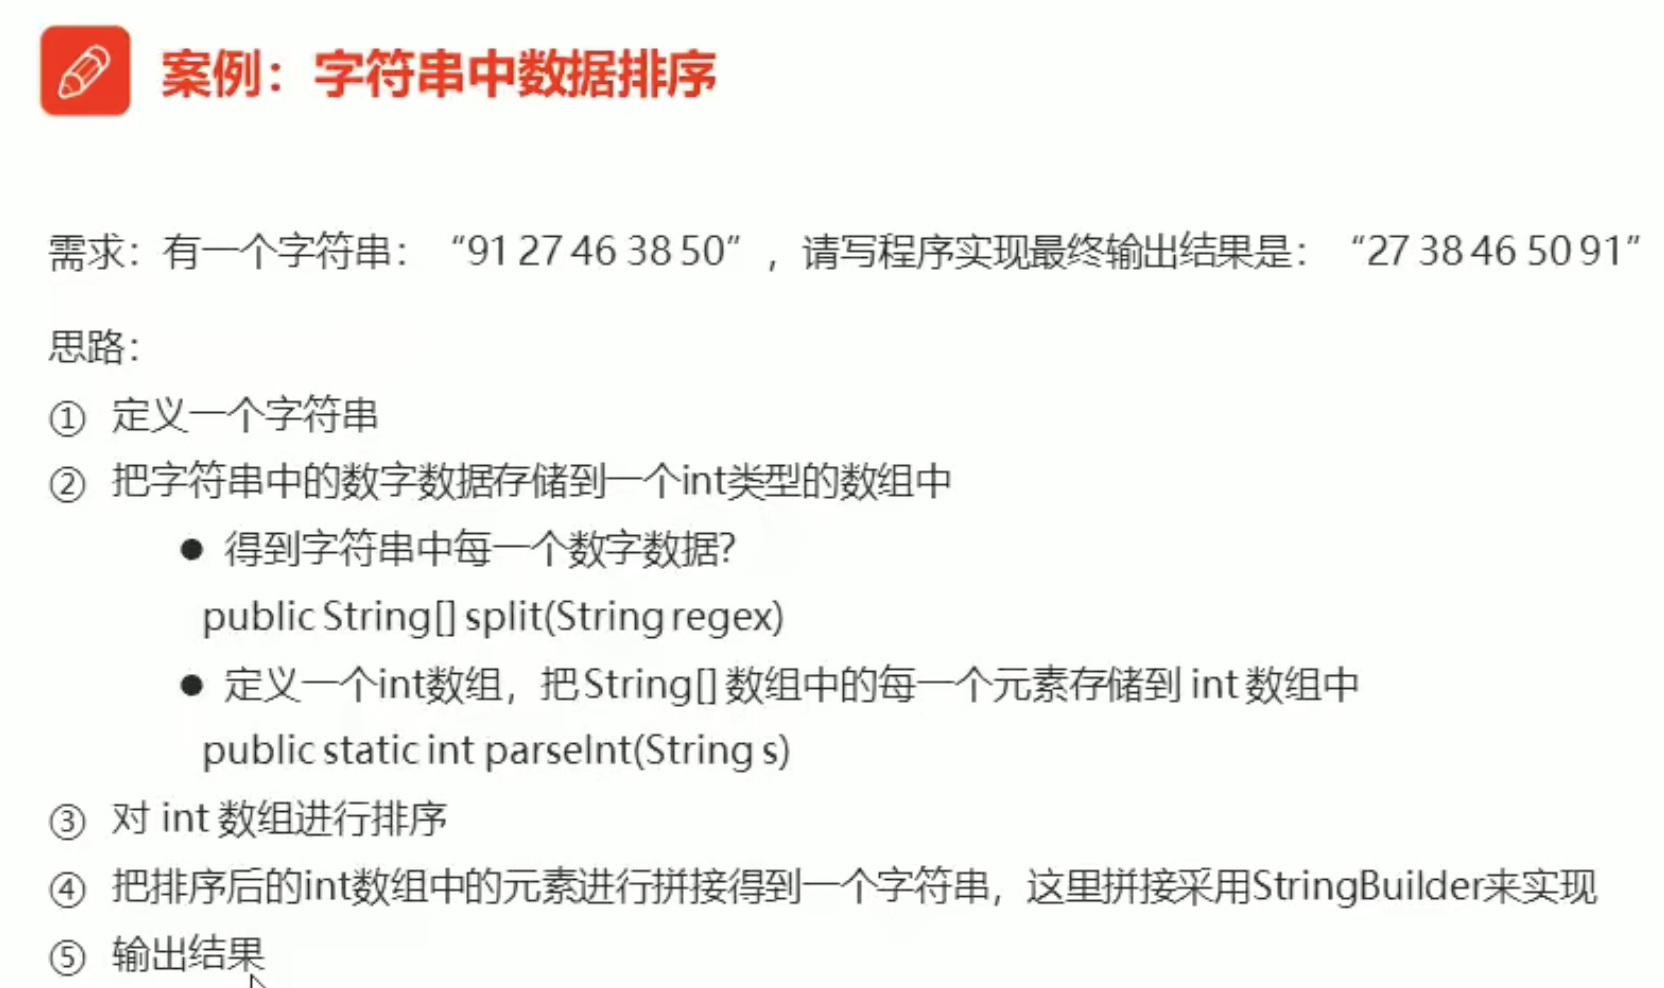 案例：字符串中数据排序
需求：有一个字符串：“91 27 46 38 50”，请写程序实现最终输出结果是：“27 38 46 50 91”
思路：
① 定义一个字符串
② 把字符串中的数字数据存储到一个int类型的数组中
● 得到字符串中每一个数字数据?
public String[] split(String regex)
● 定义一个int数组，把String[] 数组中的每一个元素存储到 int 数组中
public static int parseInt(String s)
③ 对 int 数组进行排序
④ 把排序后的int数组中的元素进行拼接得到一个字符串，这里拼接采用StringBuilder来实现
⑤ 输出结果